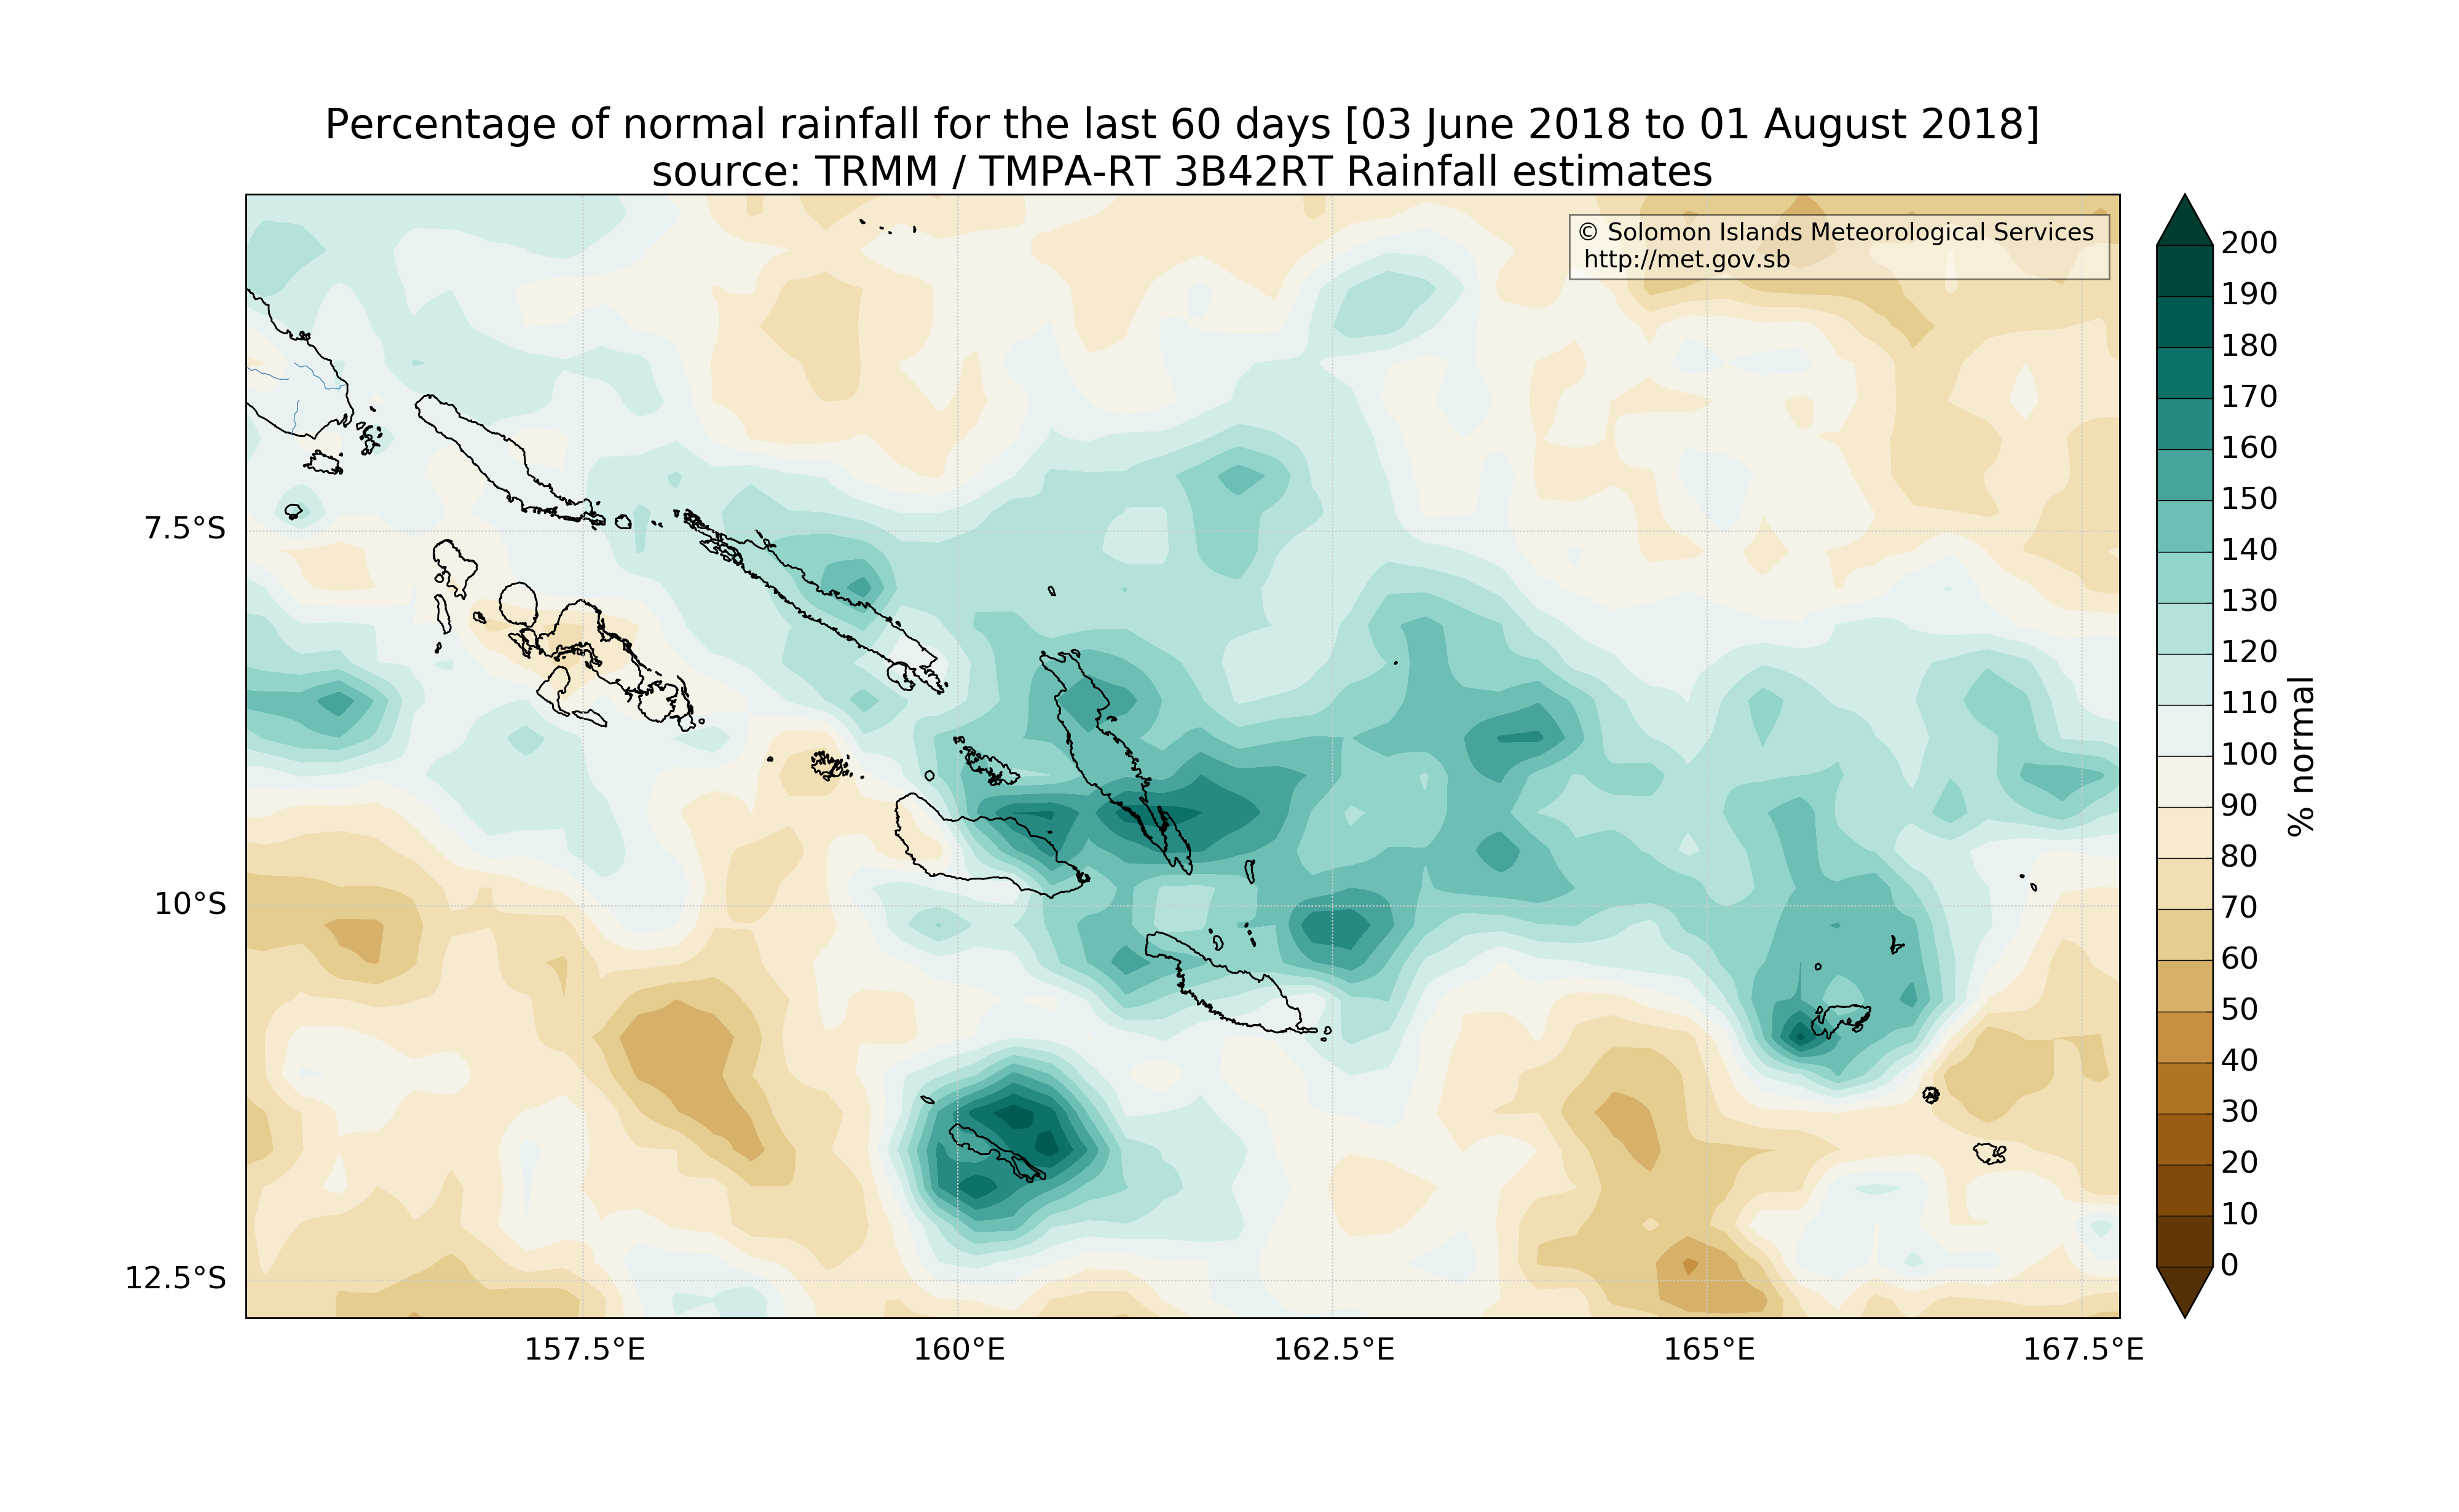 Percentage of normal rainfall for the last 60 days [03 June 2018 to 01 August 2018]
source: TRMM / TMPA-RT 3B42RT Rainfall estimates
© Solomon Islands Meteorological Services
http://met.gov.sb
7.5°S
10°S
12.5°S
157.5°E
160°E
162.5°E
165°E
167.5°E
200
190
180
170
160
150
140
130
120
110
100
90
80
70
60
50
40
30
20
10
0
% normal